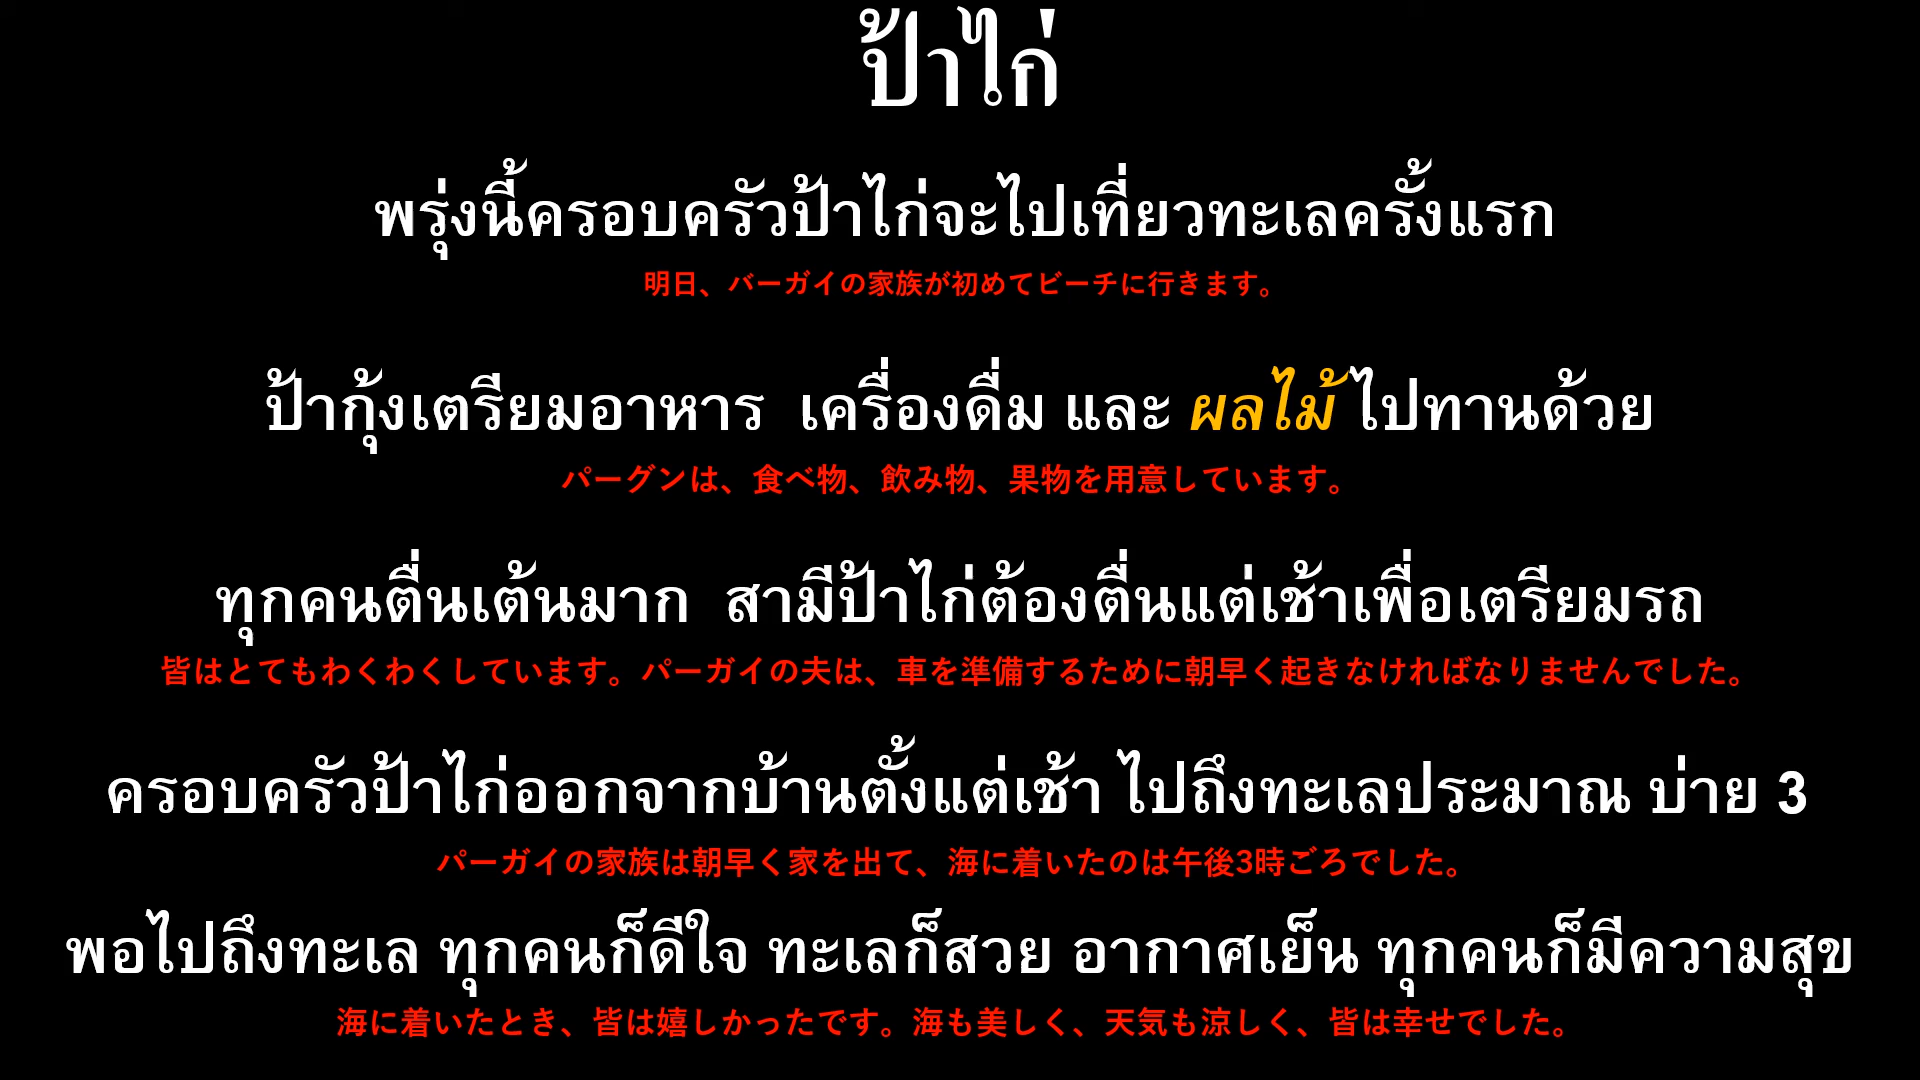 ป้าไก่
พรุ่งนี้ครอบครัวป้าไก่จะไปเที่ยวทะเลครั้งแรก
明日、バーガイの家族が初めてビーチに行きます。
ป้ากุ้งเตรียมอาหาร เครื่องดื่ม และ ผลไม้ ไปทานด้วย
パーグンは、食べ物、飲み物、果物を用意しています。
ทุกคนตื่นเต้นมาก สามีป้าไก่ต้องตื่นแต่เช้าเพื่อเตรียมรถ
皆はとてもわくわくしています。パーガイの夫は、車を準備するために朝早く起きなければなりませんでした。
ครอบครัวป้าไก่ออกจากบ้านตั้งแต่เช้า ไปถึงทะเลประมาณ บ่าย 3
パーガイの家族は朝早く家を出て、海に着いたのは午後3時ごろでした。
พอไปถึงทะเล ทุกคนก็ดีใจ ทะเลก็สวย อากาศเย็น ทุกคนก็มีความสุข
海に着いたとき、皆は嬉しかったです。海も美しく、天気も涼しく、皆は幸せでした。